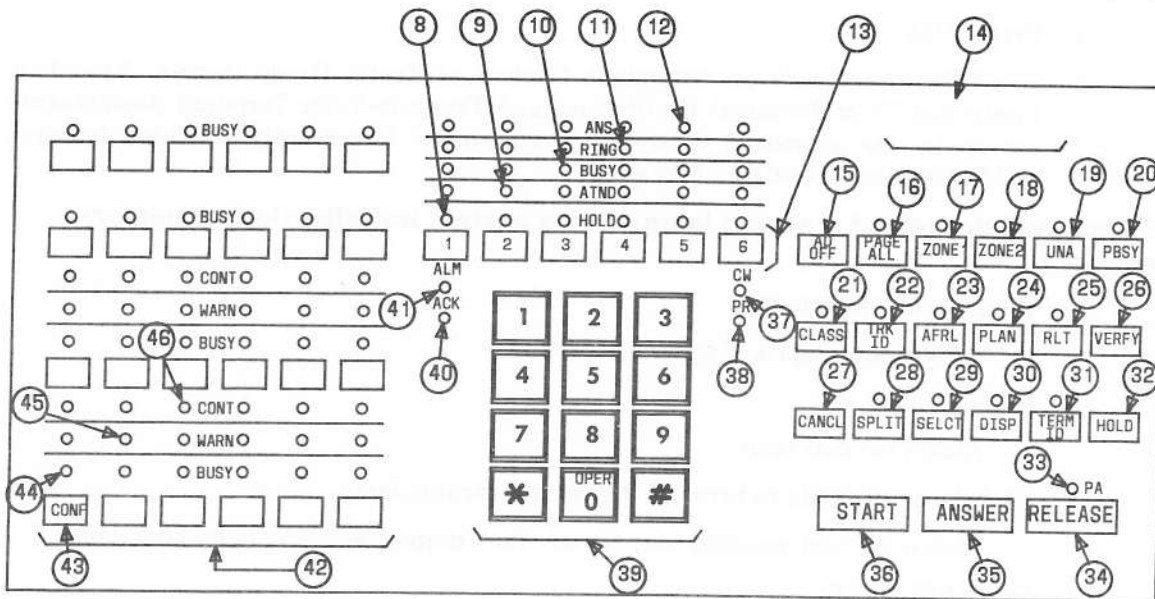 8 9 10 11 12 13 14
BUSY
ANS
RING
BUSY
ATND
HOLD
BUSY
1 2 3 4 5 6
15 16 17 18 19 20
AD OFF
PAGE ALL
ZONE1
ZONE2
UNA
PBSY
CONT
WARN
BUSY
46
45
ALM
41
ACK
40
CW
PR
37
38
1 2 3
4 5 6
7 8 9
* OPER 0 #
21 22 23 24 25 26
CLASS
TRK ID
AFRL
PLAN
RLT
VERFY
27 28 29 30 31 32
CANCL
SPLIT
SELCT
DISP
TERM ID
HOLD
CONT
WARN
BUSY
44
CONF
43
42
39
33
PA
START
ANSWER
RELEASE
36 35 34